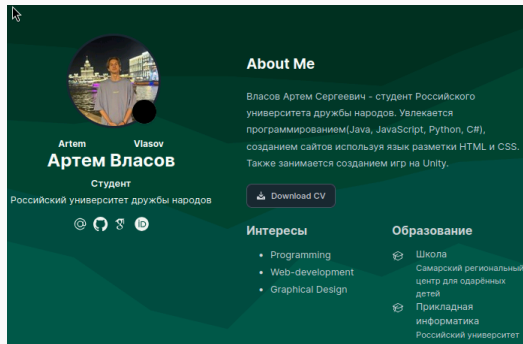 Artem Vlasov
Артем Власов
Студент
Российский университет дружбы народов
About Me
Власов Артем Сергеевич - студент Российского
университета дружбы народов. Увлекается
программированием(Java, JavaScript, Python, C#),
созданием сайтов используя язык разметки HTML и CSS.
Также занимается созданием игр на Unity.
Download CV
Интересы
Programming
Web-development
Graphical Design
Образование
Школа
Самарский региональный
центр для одарённых
детей
Прикладная
информатика
Российский университет